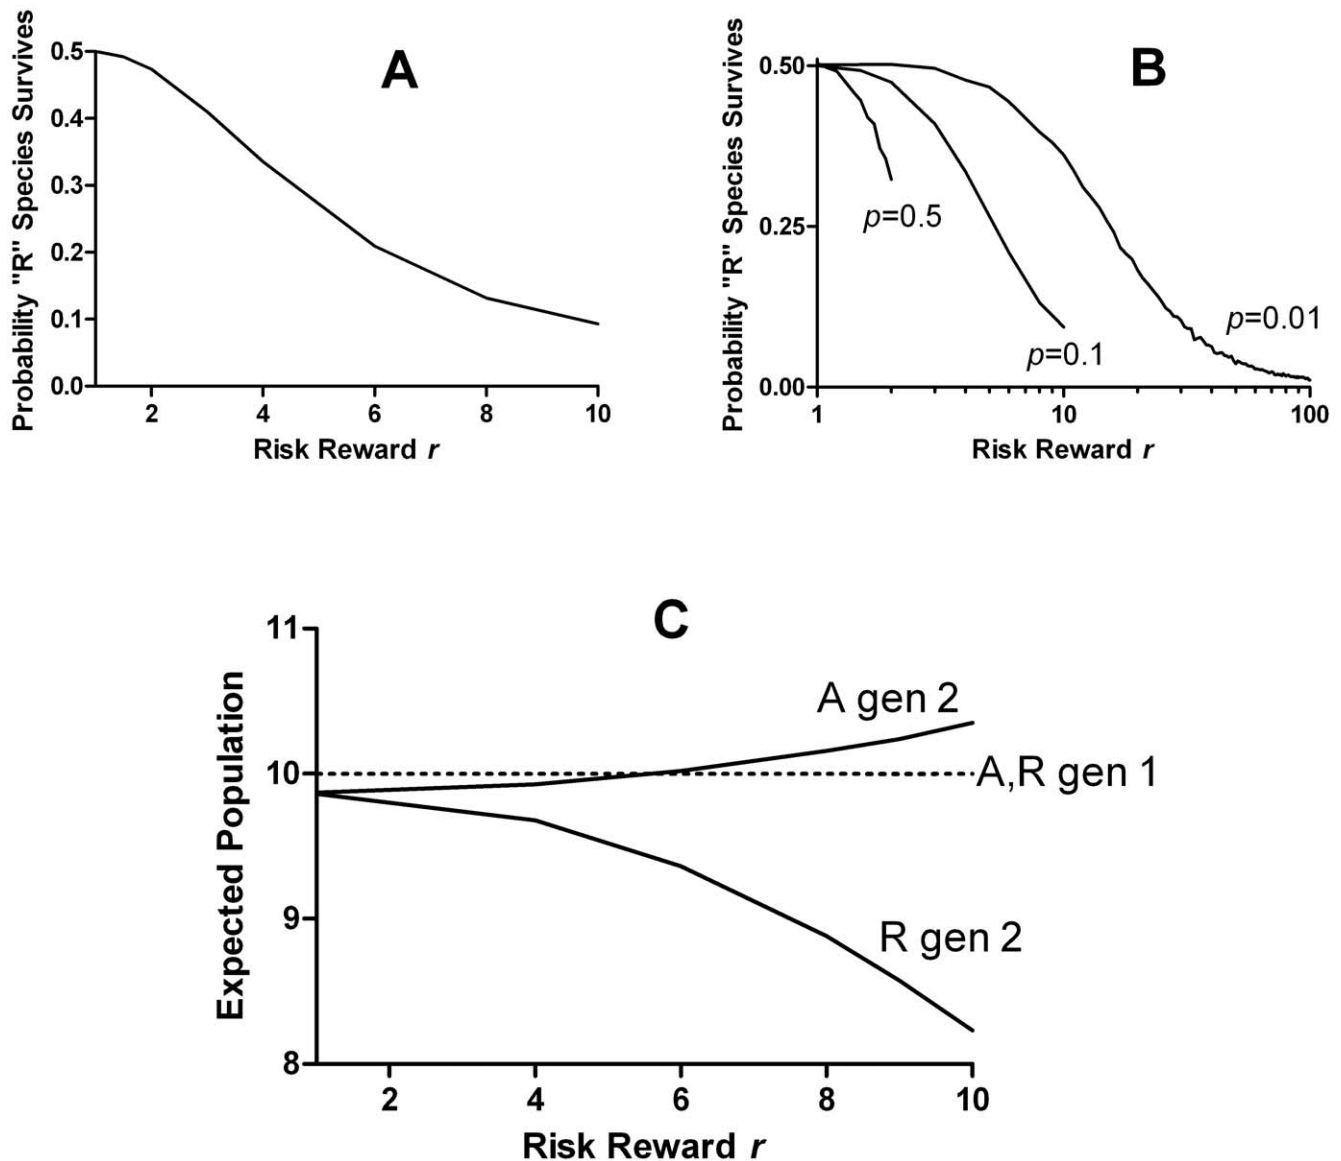 A
Probability "R" Species Survives
0.5
0.4
0.3
0.2
0.1
0.0
2 4 6 8 10
Risk Reward r
B
Probability "R" Species Survives
0.50
0.25
0.00
p=0.5
p=0.1
p=0.01
1 10 100
Risk Reward r
C
Expected Population
11
10
9
8
A gen 2
A,R gen 1
R gen 2
2 4 6 8 10
Risk Reward r